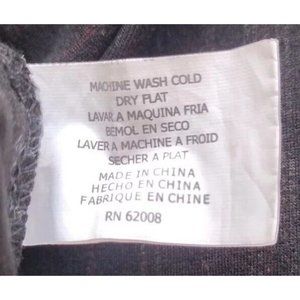 MACHINE WASH COLD
DRY FLAT
LAVAR A MAQUINA FRIA
BEMOL EN SECO
LAVER A MACHINE A FROID
SECHER A PLAT
MADE IN CHINA
HECHO EN CHINA
FABRIQUE EN CHINE
RN 62008